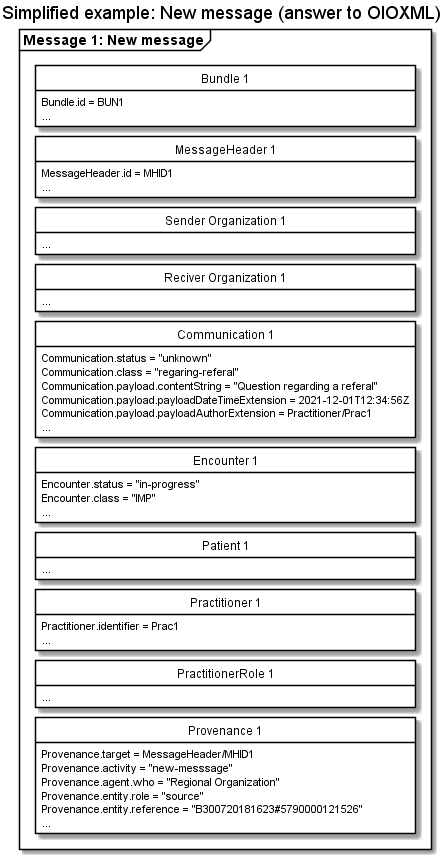 Simplified example: New message (answer to OIOXML)
Message 1: New message
Bundle 1
Bundle.id = BUN1
...
MessageHeader 1
MessageHeader.id = MHID1
...
Sender Organization 1
...
Reciver Organization 1
...
Communication 1
Communication.status = "unknown"
Communication.class = "regaring-referal"
Communication.payload.contentString = "Question regarding a referal"
Communication.payload.payloadDateTimeExtension = 2021-12-01T12:34:56Z
Communication.payload.payloadAuthorExtension = Practitioner/Prac1
...
Encounter 1
Encounter.status = "in-progress"
Encounter.class = "IMP"
...
Patient 1
...
Practitioner 1
Practitioner.identifier = Prac1
...
PractitionerRole 1
...
Provenance 1
Provenance.target = MessageHeader/MHID1
Provenance.activity = "new-messsage"
Provenance.agent.who = "Regional Organization"
Provenance.entity.role = "source"
Provenance.entity.reference = "B300720181623#5790000121526"
...